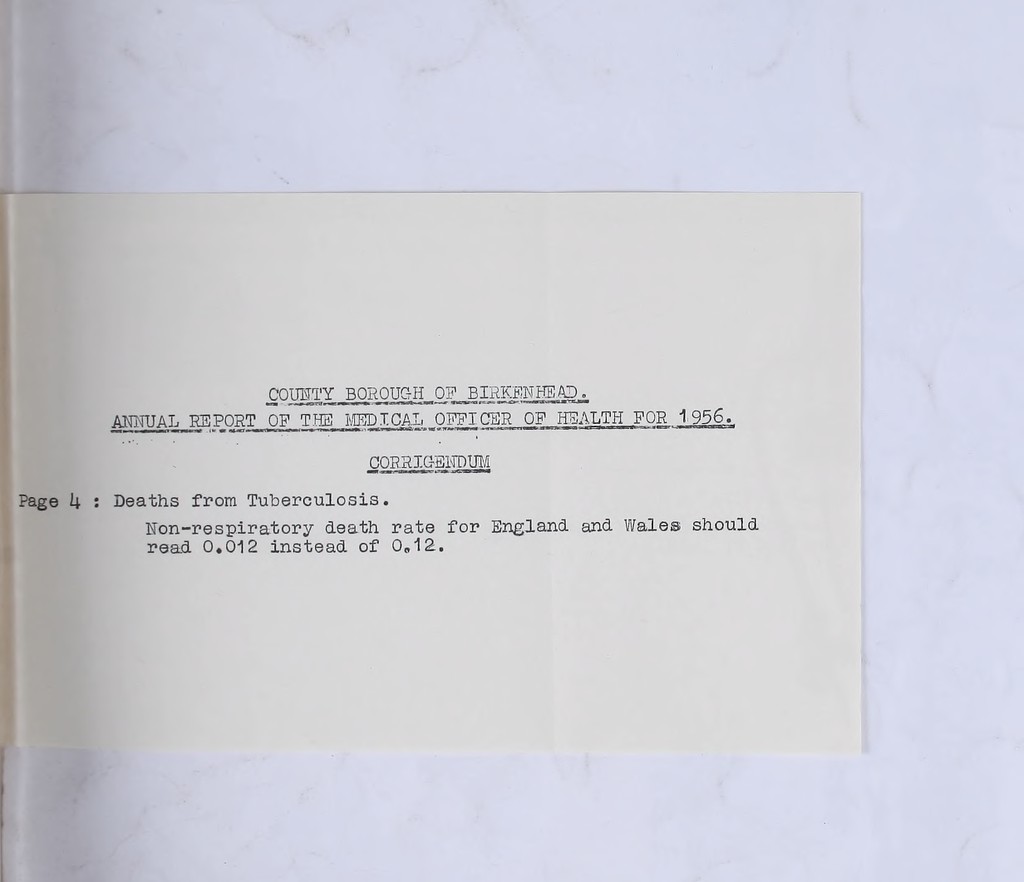 COUNTY BOROUGH OF BIRKENHEAD.
ANNUAL REPORT OF THE MEDICAL OFFICER OF HEALTH FOR 1956.
CORRIGENDUM
Page 4 : Deaths from Tuberculosis.
Non-respiratory death rate for England and Wales should
read 0.012 instead of 0.12.